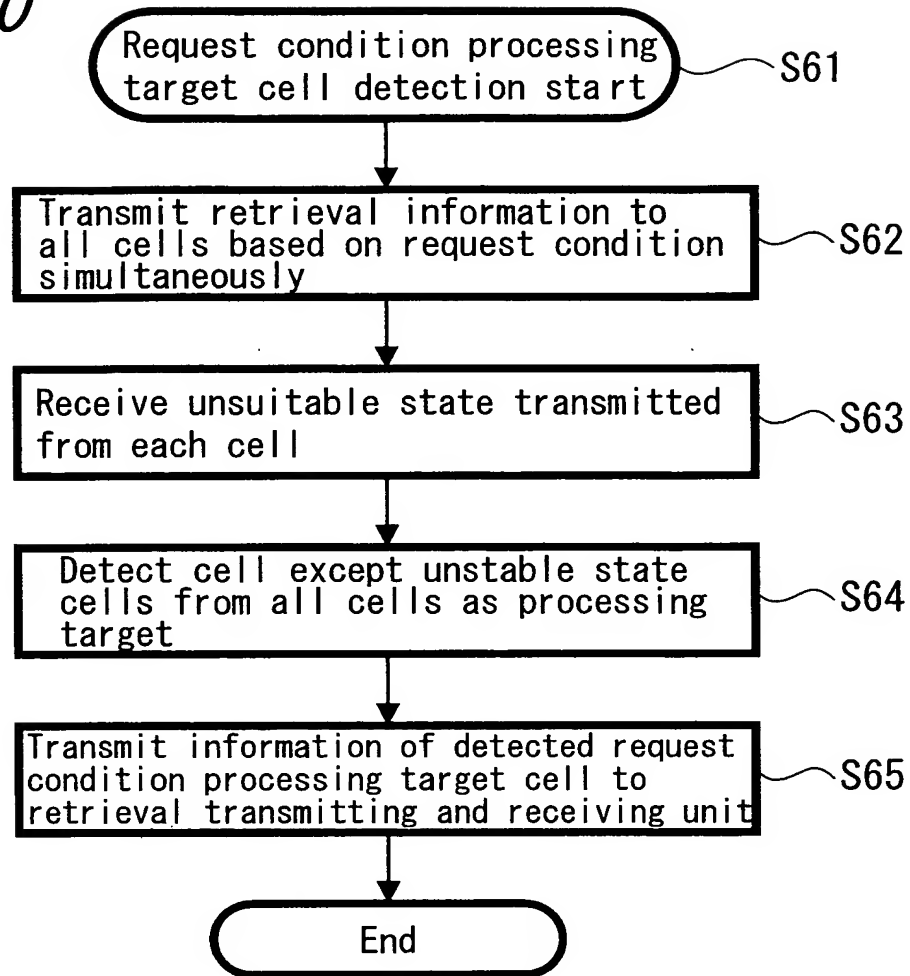 0
Request condition processing
target cell detection start
S61
Transmit retrieval information to
all cells based on request condition
simultaneously
S62
Receive unsuitable state transmitted
from each cell
S63
Detect cell except unstable state
cells from all cells as processing
target
S64
Transmit information of detected request
condition processing target cell to
retrieval transmitting and receiving unit
S65
End